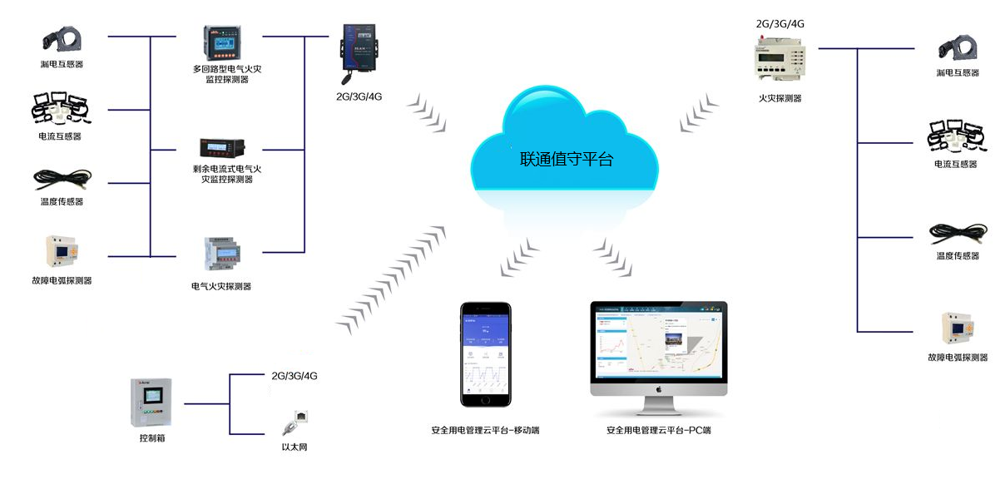 漏电互感器
电流互感器
温度传感器
故障电弧探测器
多回路型电气火灾
监控探测器
剩余电流式电气火
灾监控探测器
电气火灾探测器
2G/3G/4G
联通值守平台
2G/3G/4G
火灾探测器
漏电互感器
电流互感器
温度传感器
故障电弧探测器
控制箱
2G/3G/4G
以太网
安全用电管理云平台-移动端
安全用电管理云平台-PC端